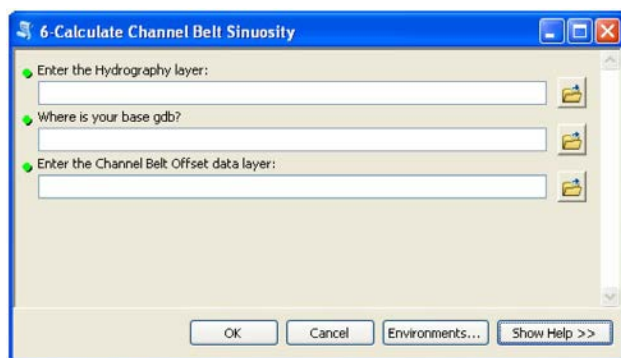 6-Calculate Channel Belt Sinuosity
Enter the Hydrography layer:
Where is your base gdb?
Enter the Channel Belt Offset data layer:
OK
Cancel
Environments...
Show Help >>